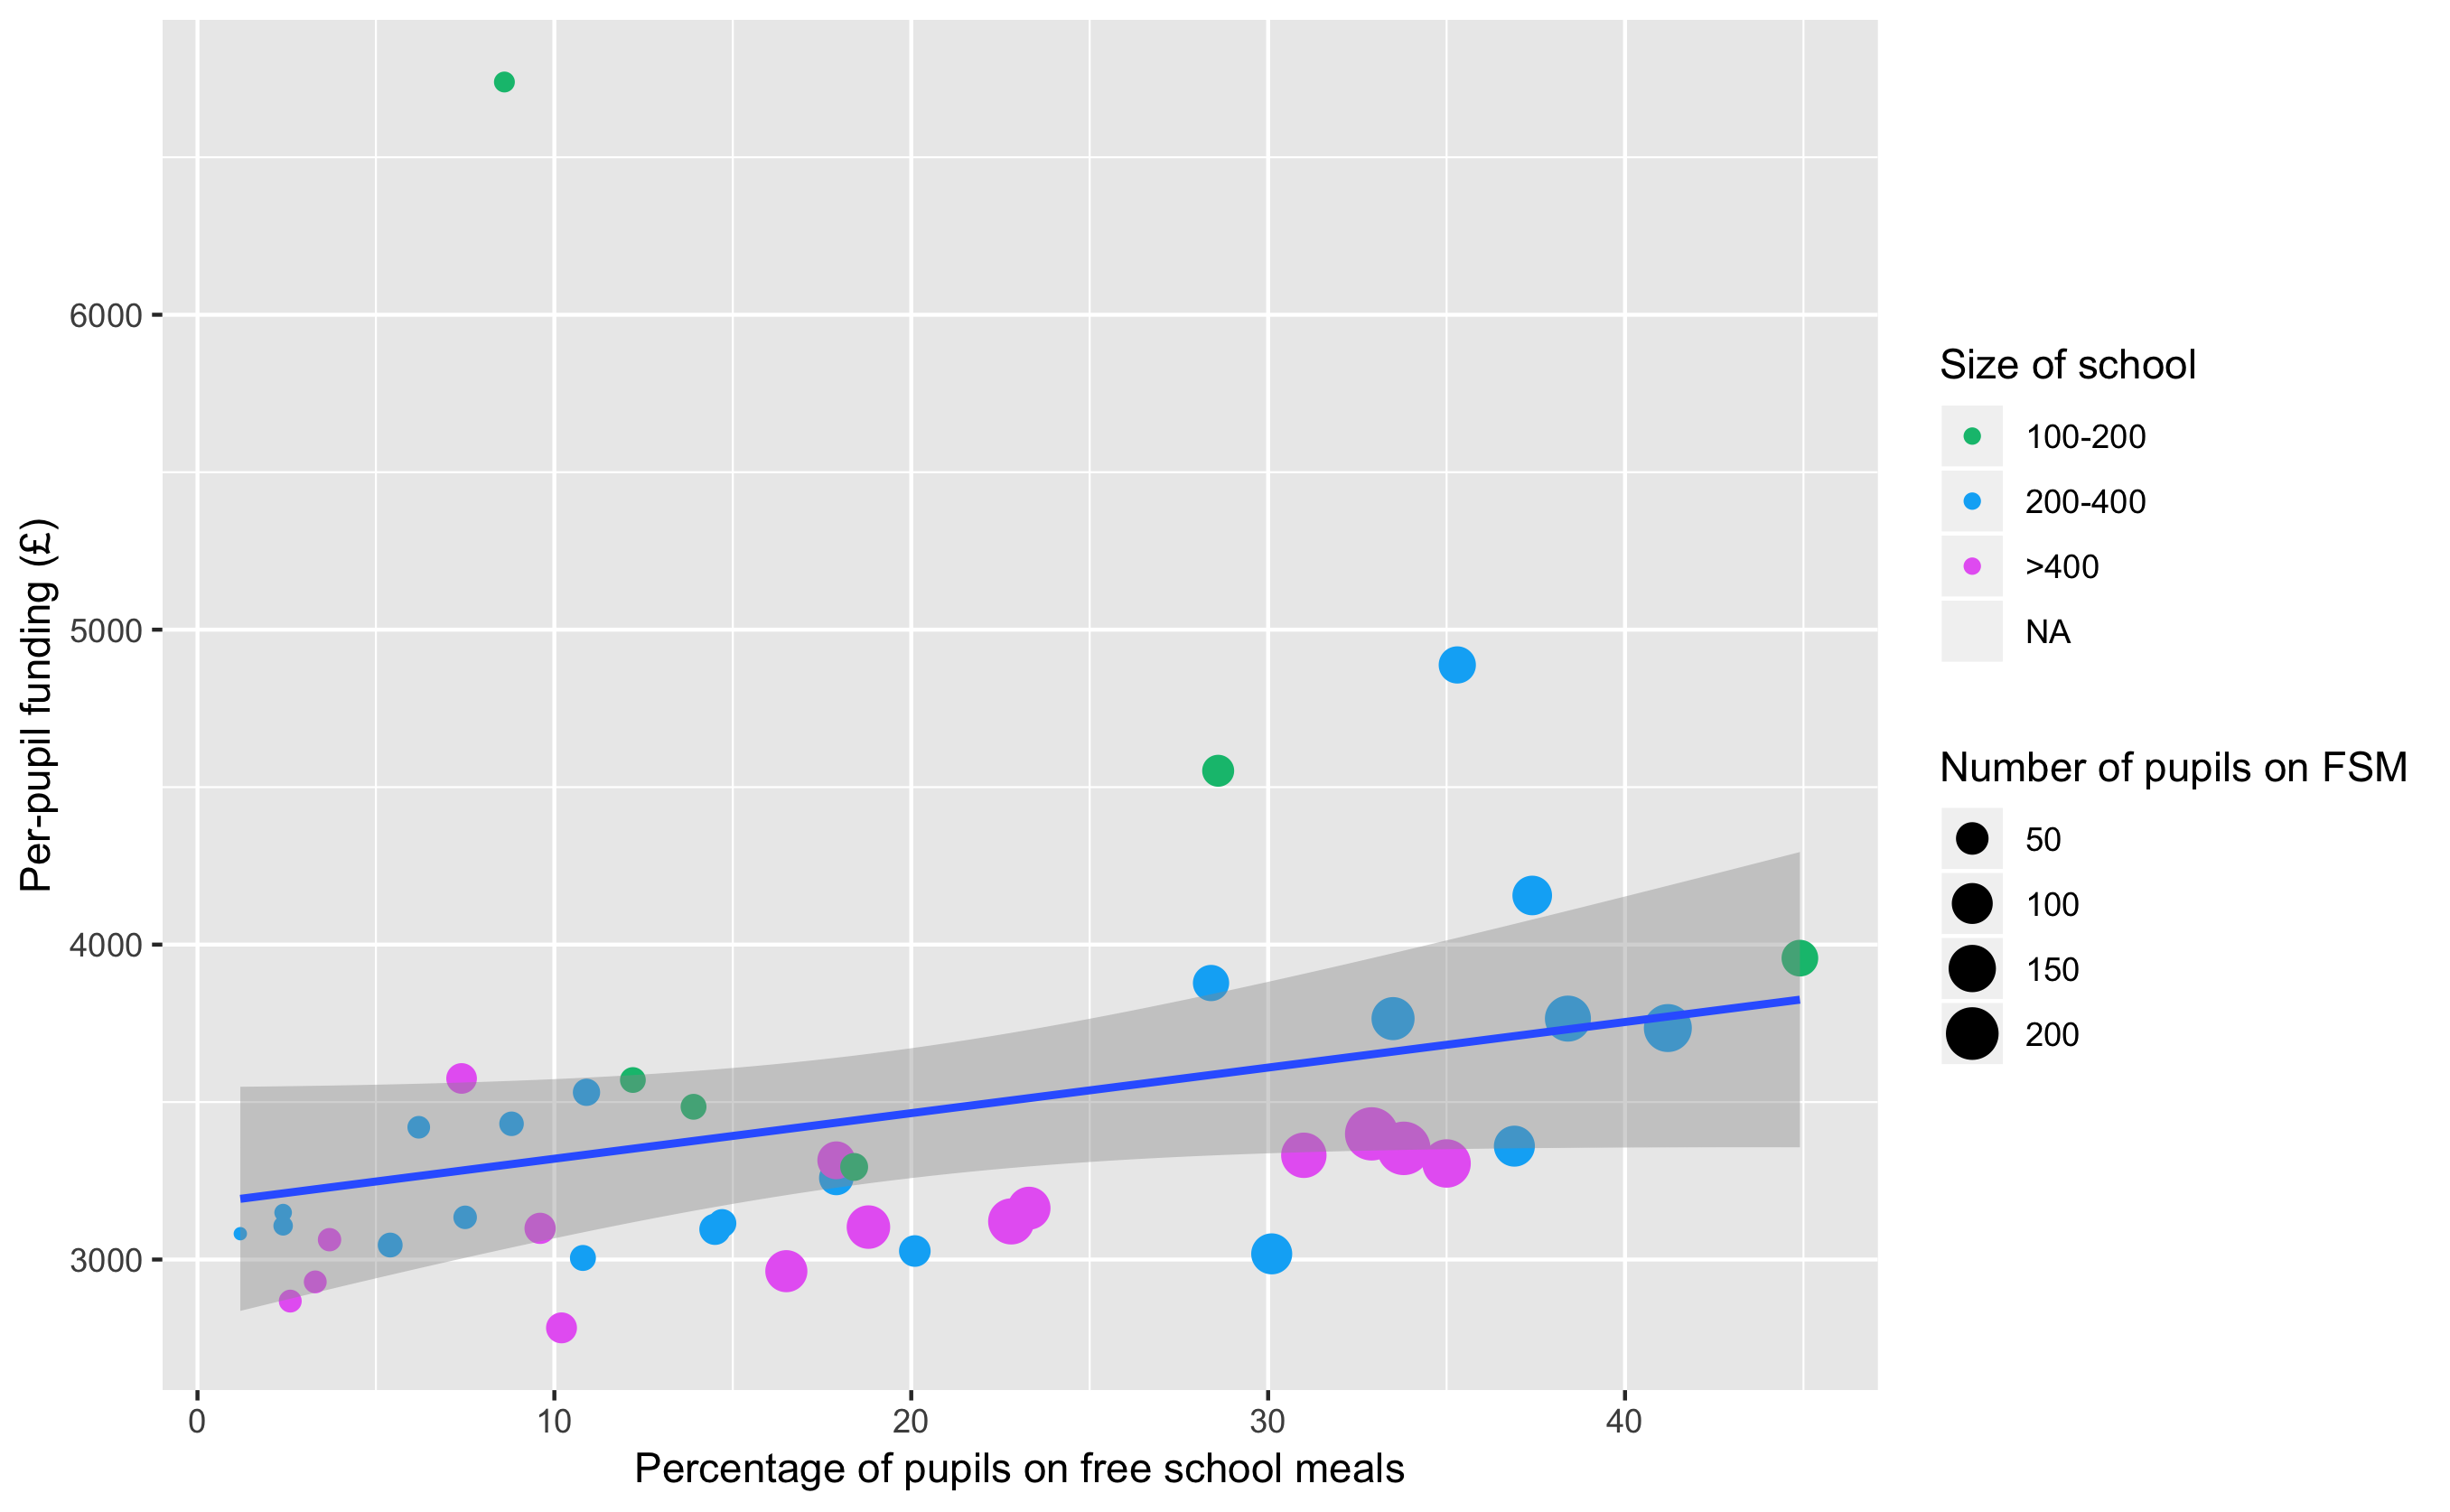 Per-pupil funding (£)
6000
5000
4000
3000
0 10 20 30 40
Percentage of pupils on free school meals
Size of school
100-200
200-400
>400
NA
Number of pupils on FSM
50
100
150
200